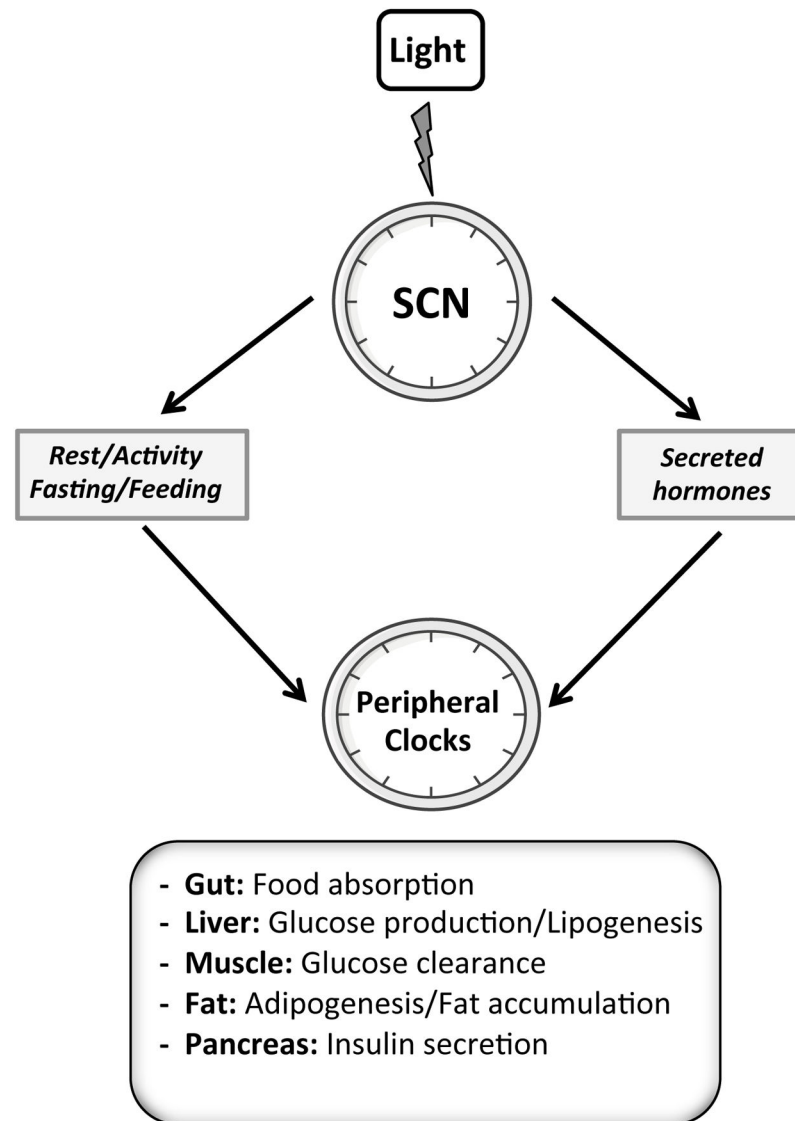 Light
SCN
Rest/Activity
Fasting/Feeding
Secreted
hormones
Peripheral
Clocks
- Gut: Food absorption
- Liver: Glucose production/Lipogenesis
- Muscle: Glucose clearance
- Fat: Adipogenesis/Fat accumulation
- Pancreas: Insulin secretion